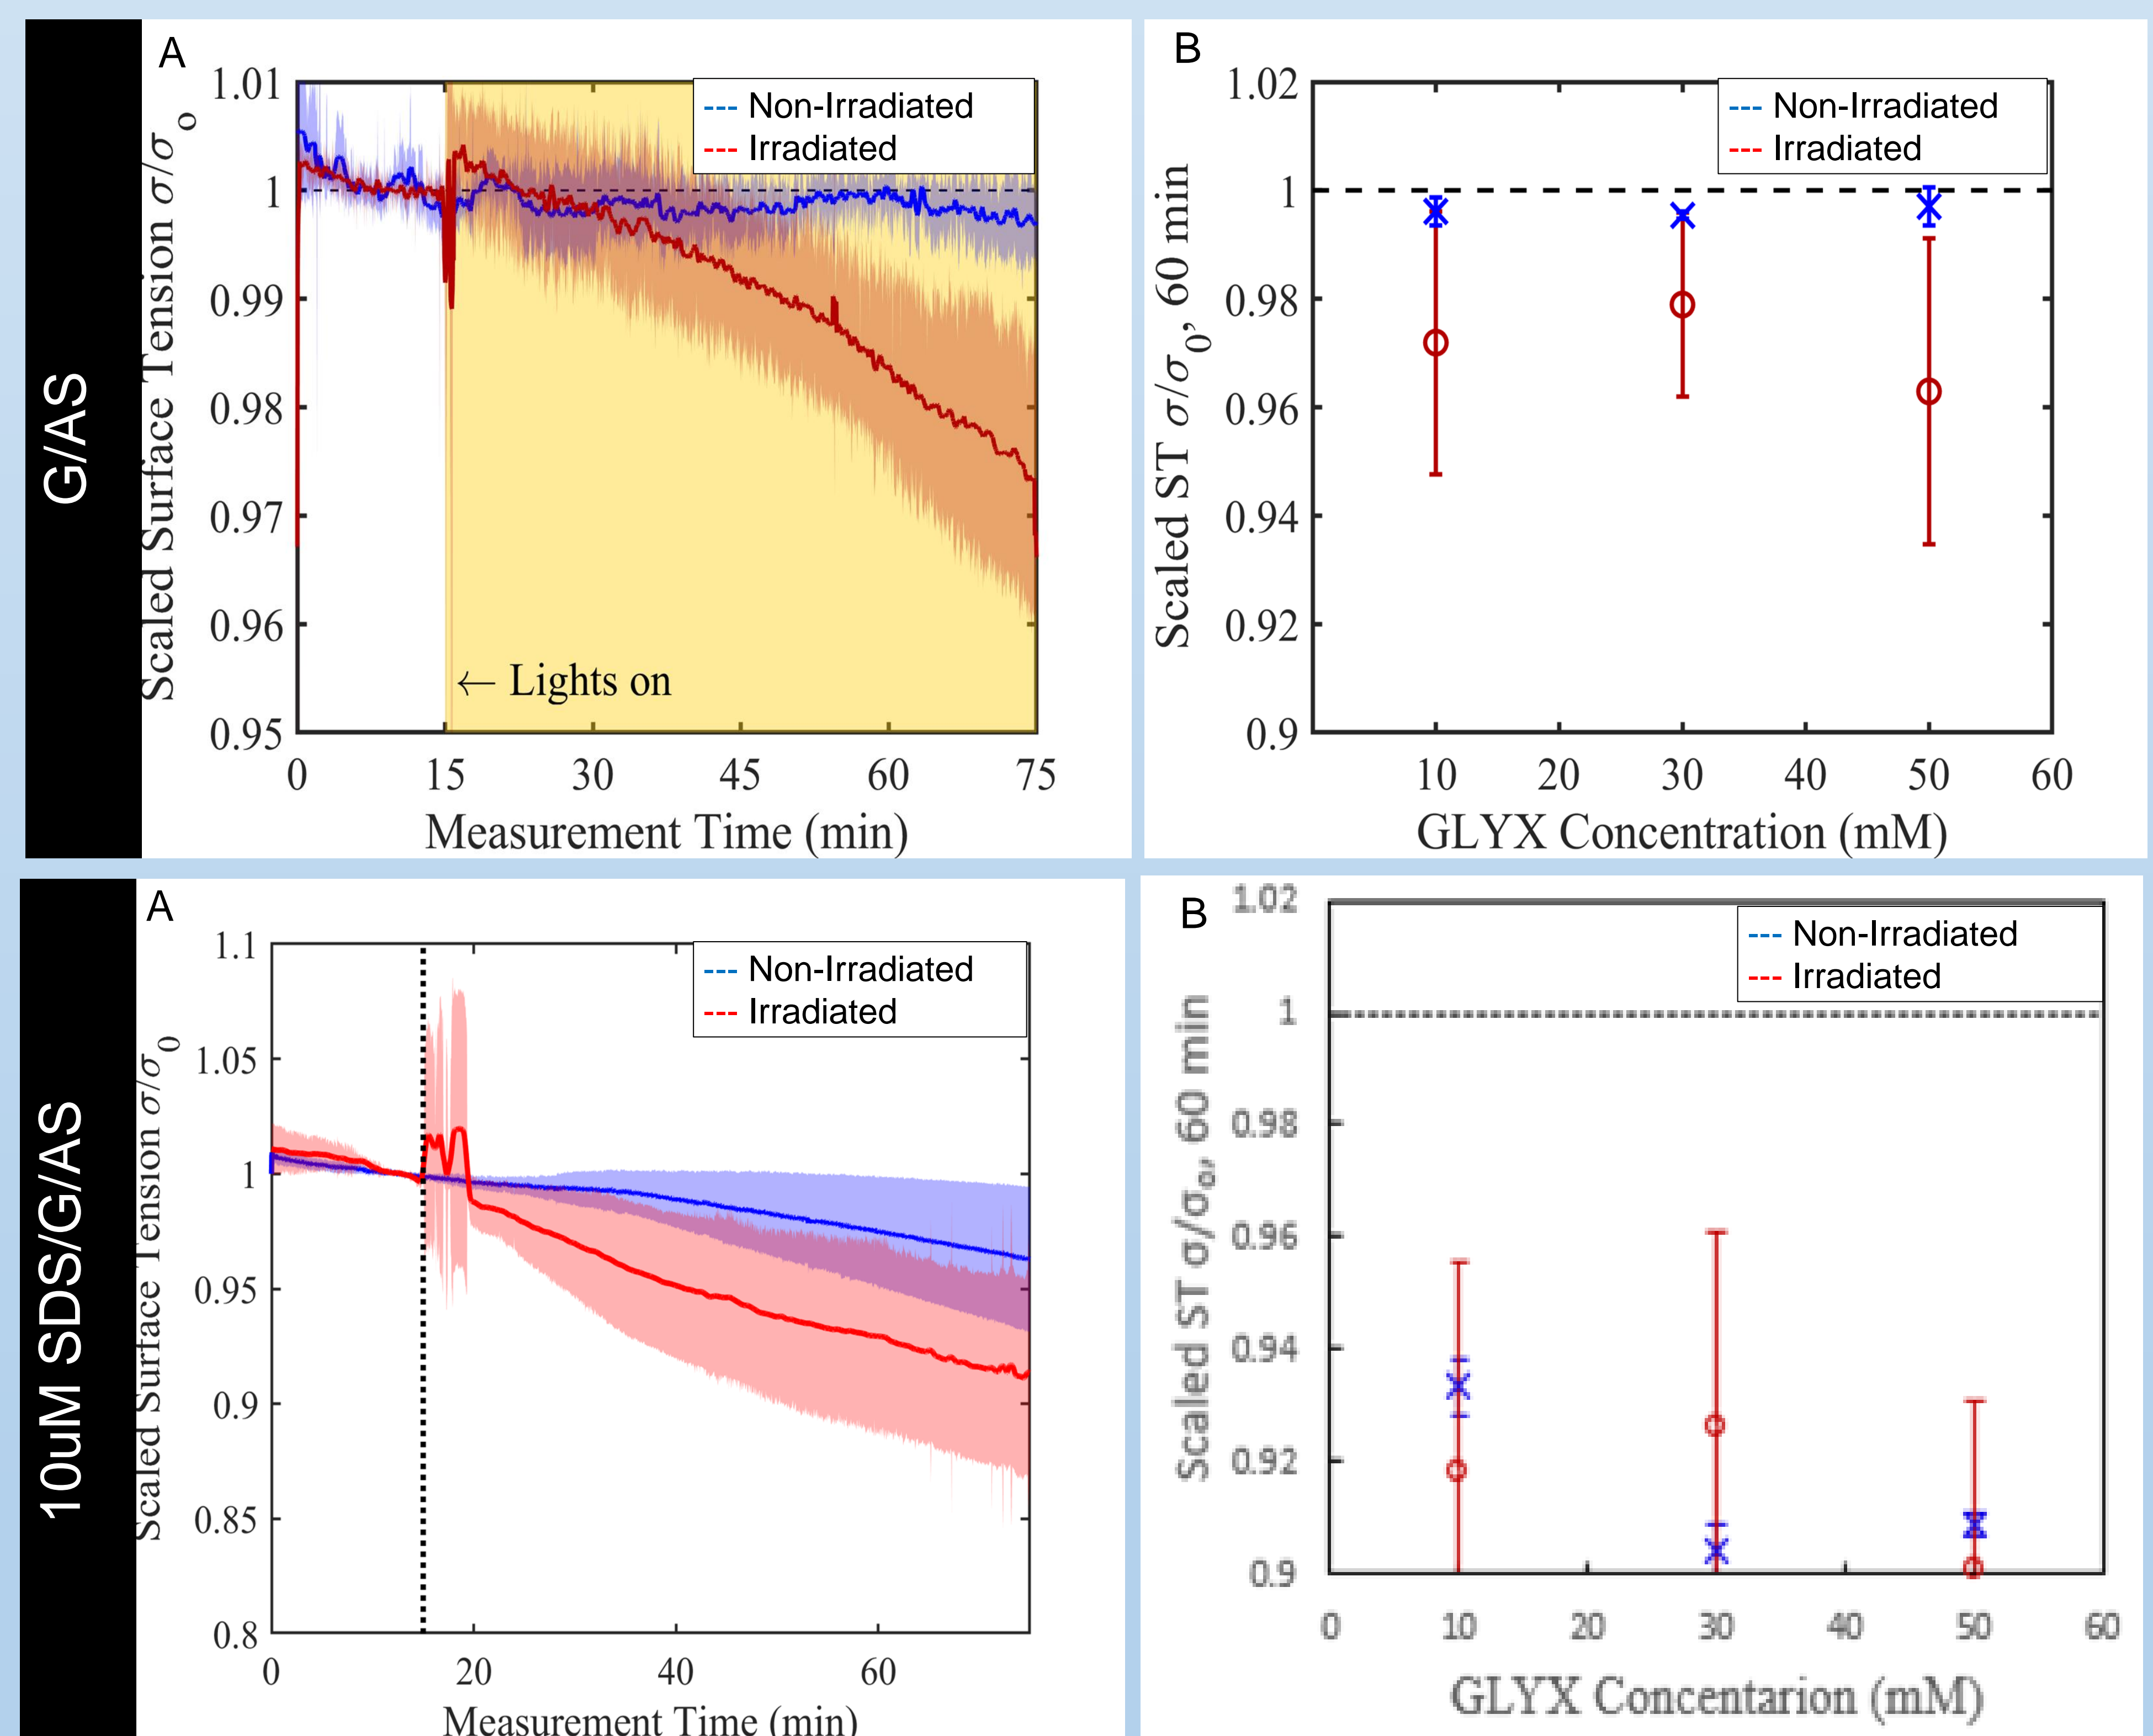 G/AS
A
Scaled Surface Tension σ/σo
1.01
1
0.99
0.98
0.97
0.96
0.95
Non-Irradiated
Irradiated
← Lights on
0 15 30 45 60 75
Measurement Time (min)
B
Scaled ST σ/σ0, 60 min
1.02
1
0.98
0.96
0.94
0.92
0.9
Non-Irradiated
Irradiated
10 20 30 40 50 60
GLYX Concentration (mM)
10uM SDS/G/AS
A
Scaled Surface Tension σ/σ0
1.1
1.05
1
0.95
0.9
0.85
0.8
Non-Irradiated
Irradiated
0 20 40 60
Measurement Time (min)
B
Scaled ST σ/σ0, 60 min
1.02
1
0.98
0.96
0.94
0.92
0.9
Non-Irradiated
Irradiated
0 10 20 30 40 50 60
GLYX Concentarion (mM)